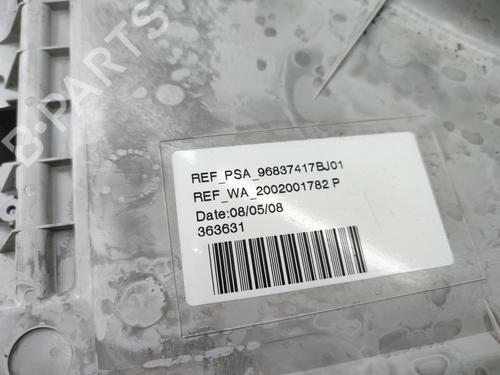 B-PARTS
REF_PSA_96837417BJ01
REF_WA_2002001782 P
Date:08/05/08
363631